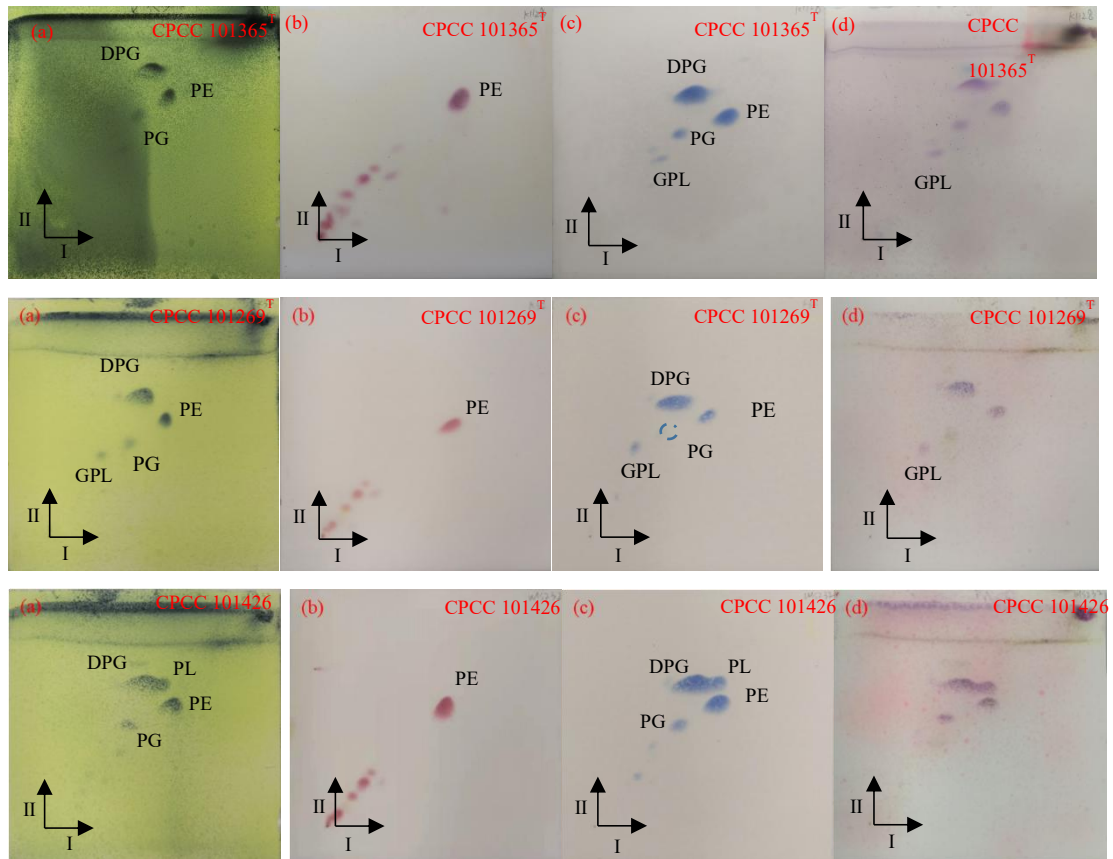 (a) CPCC 101365T
DPG
PE
PG
II
I
(b) CPCC 101365T
PE
II
I
(c) CPCC 101365T
DPG
PE
PG
GPL
II
I
(d) CPCC
101365T
GPL
II
I
(a) CPCC 101269T
DPG
PE
PG
GPL
II
I
(b) CPCC 101269T
PE
II
I
(c) CPCC 101269T
DPG
PE
PG
GPL
II
I
(d) CPCC 101269T
GPL
II
I
(a) CPCC 101426
DPG PL
PE
PG
II
I
(b) CPCC 101426
PE
II
I
(c) CPCC 101426
DPG PL
PE
PG
II
I
(d) CPCC 101426
II
I